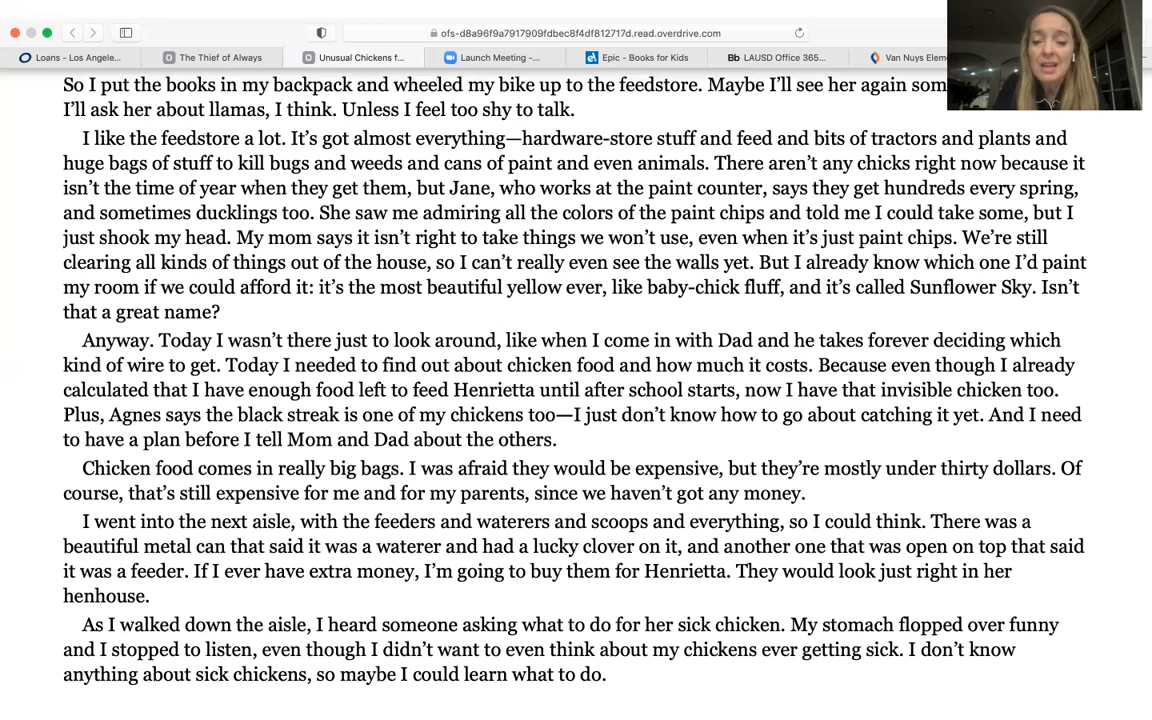 ofs-d8a96f9a7917909fdbec8f4df812717d.read.overdrive.com
Loans - Los Angele...
The Thief of Always
Unusual Chickens f...
Launch Meeting -...
Epic - Books for Kids
Bb LAUSD Office 365...
Van Nuys Elem
So I put the books in my backpack and wheeled my bike up to the feedstore. Maybe I’ll see her again som
I’ll ask her about llamas, I think. Unless I feel too shy to talk.
I like the feedstore a lot. It’s got almost everything—hardware-store stuff and feed and bits of tractors and plants and
huge bags of stuff to kill bugs and weeds and cans of paint and even animals. There aren’t any chicks right now because it
isn’t the time of year when they get them, but Jane, who works at the paint counter, says they get hundreds every spring,
and sometimes ducklings too. She saw me admiring all the colors of the paint chips and told me I could take some, but I
just shook my head. My mom says it isn’t right to take things we won’t use, even when it’s just paint chips. We’re still
clearing all kinds of things out of the house, so I can’t really even see the walls yet. But I already know which one I’d paint
my room if we could afford it: it’s the most beautiful yellow ever, like baby-chick fluff, and it’s called Sunflower Sky. Isn’t
that a great name?
Anyway. Today I wasn’t there just to look around, like when I come in with Dad and he takes forever deciding which
kind of wire to get. Today I needed to find out about chicken food and how much it costs. Because even though I already
calculated that I have enough food left to feed Henrietta until after school starts, now I have that invisible chicken too.
Plus, Agnes says the black streak is one of my chickens too—I just don’t know how to go about catching it yet. And I need
to have a plan before I tell Mom and Dad about the others.
Chicken food comes in really big bags. I was afraid they would be expensive, but they’re mostly under thirty dollars. Of
course, that’s still expensive for me and for my parents, since we haven’t got any money.
I went into the next aisle, with the feeders and waterers and scoops and everything, so I could think. There was a
beautiful metal can that said it was a waterer and had a lucky clover on it, and another one that was open on top that said
it was a feeder. If I ever have extra money, I’m going to buy them for Henrietta. They would look just right in her
henhouse.
As I walked down the aisle, I heard someone asking what to do for her sick chicken. My stomach flopped over funny
and I stopped to listen, even though I didn’t want to even think about my chickens ever getting sick. I don’t know
anything about sick chickens, so maybe I could learn what to do.